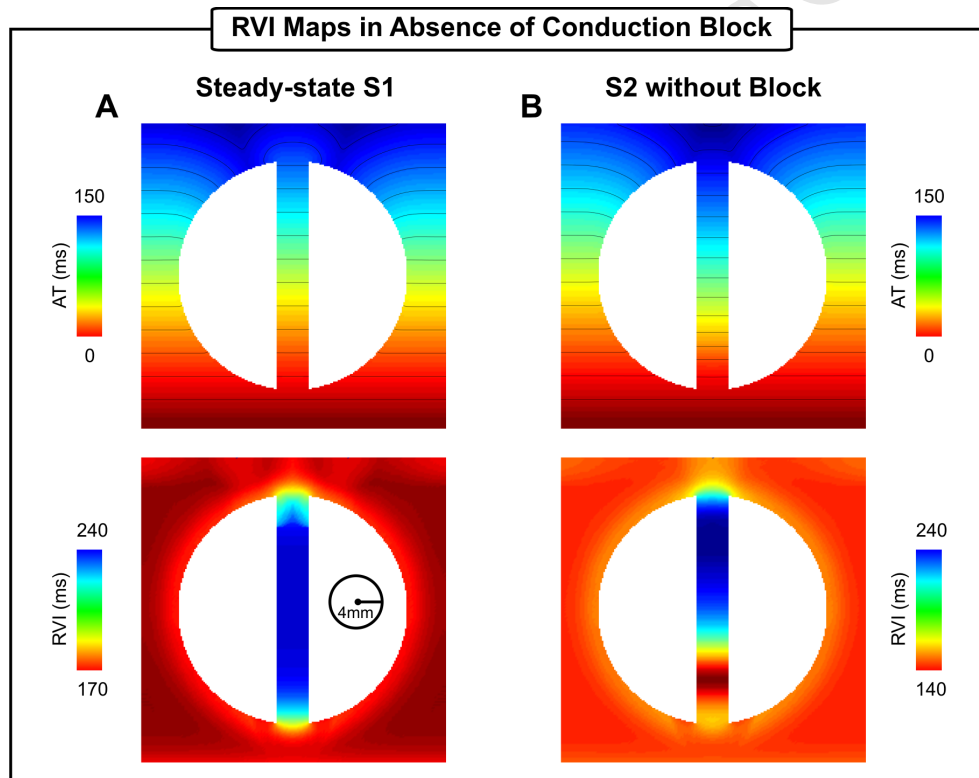 RVI Maps in Absence of Conduction Block
Steady-state S1
S2 without Block
A
B
150
AT (ms)
0
150
AT (ms)
0
240
RVI (ms)
170
4mm
240
RVI (ms)
140